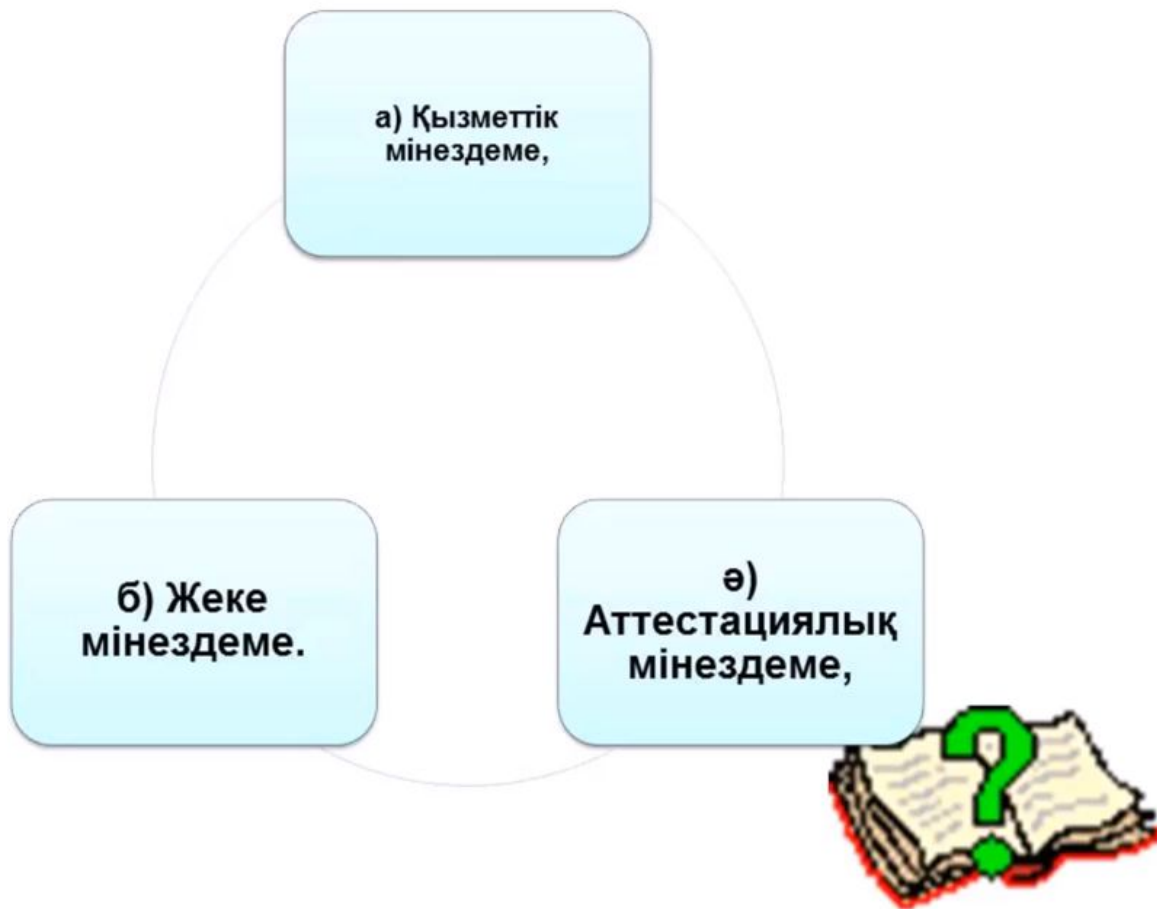 а) Қызметтік
мінездеме,
ә)
Аттестациялық
мінездеме,
б) Жеке
мінездеме.
?